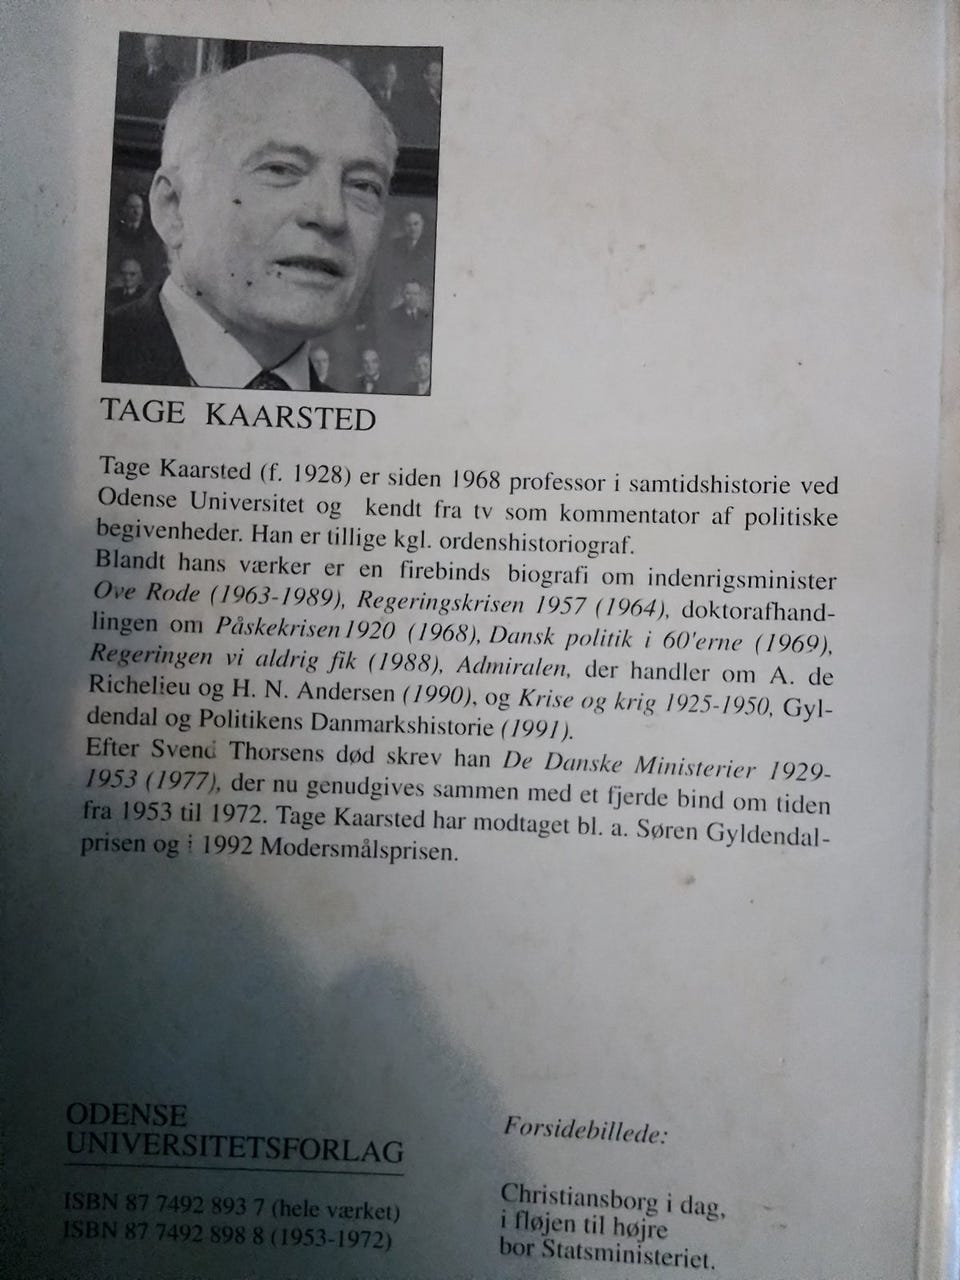 TAGE KAARSTED
Tage Kaarsted (f. 1928) er siden 1968 professor i samtidshistorie ved
Odense Universitet og kendt fra tv som kommentator af politiske
begivenheder. Han er tillige kgl. ordenshistoriograf.
Blandt hans værker er en firebinds biografi om indenrigsminister
Ove Rode (1963-1989), Regeringskrisen 1957 (1964), doktorafhand-
lingen om Påskekrisen 1920 (1968), Dansk politik i 60'erne (1969),
Regeringen vi aldrig fik (1988), Admiralen, der handler om A. de
Richelieu og H. N. Andersen (1990), og Krise og krig 1925-1950, Gyl-
dendal og Politikens Danmarkshistorie (1991).
Efter Svend Thorsens død skrev han De Danske Ministerier 1929-
1953 (1977), der nu genudgives sammen med et fjerde bind om tiden
fra 1953 til 1972. Tage Kaarsted har modtaget bl. a. Søren Gyldendal-
prisen og i 1992 Modersmålsprisen.
ODENSE
UNIVERSITETSFORLAG
ISBN 87 7492 893 7 (hele værket)
ISBN 87 7492 898 8 (1953-1972)
Forsidebillede:
Christiansborg i dag,
i fløjen til højre
bor Statsministeriet.